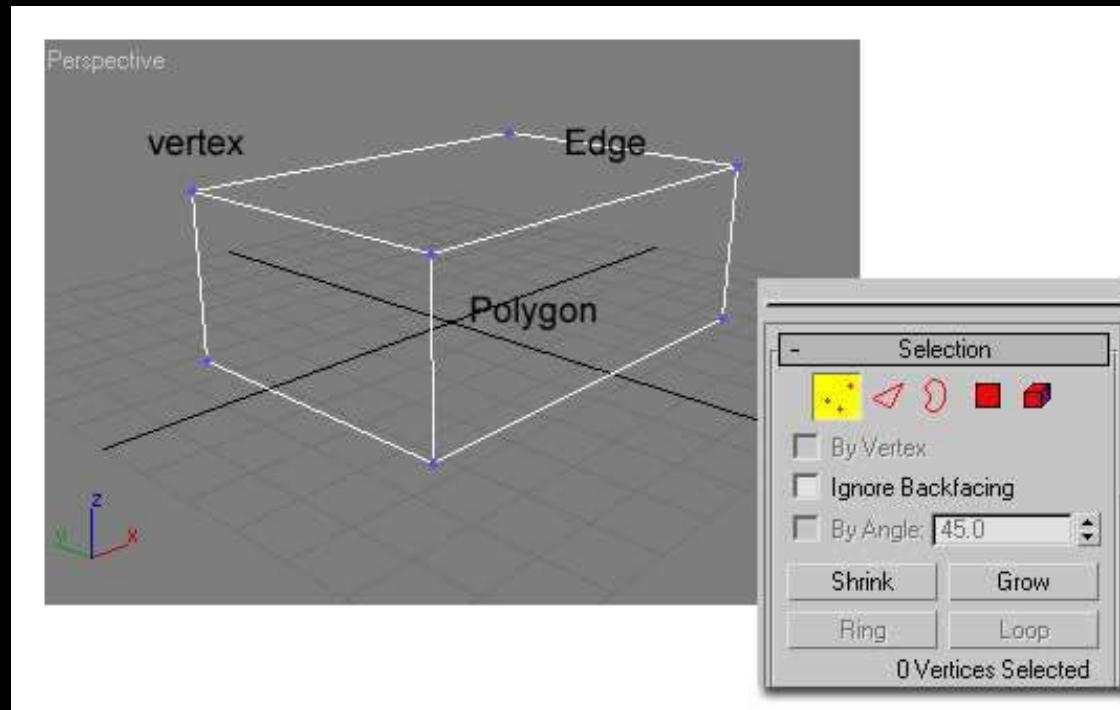 Perspective
vertex
Edge
Polygon
z
y
x
- Selection
By Vertex
Ignore Backfacing
By Angle: 45.0
Shrink Grow
Ring Loop
0 Vertices Selected